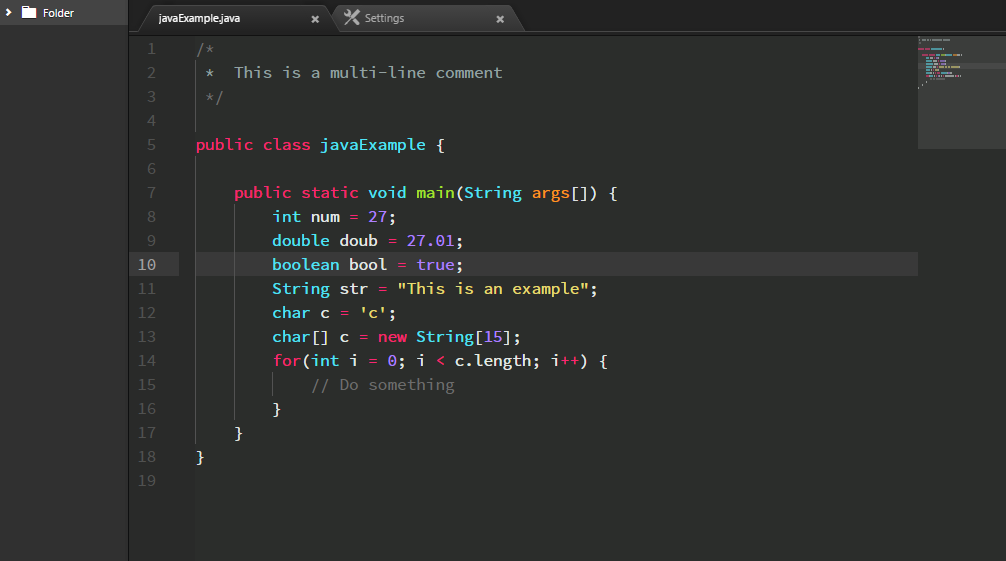 Folder
javaExample.java
Settings
1 /*
2  *  This is a multi-line comment
3  */
4
5 public class javaExample {
6
7     public static void main(String args[]) {
8         int num = 27;
9         double doub = 27.01;
10         boolean bool = true;
11         String str = "This is an example";
12         char c = 'c';
13         char[] c = new String[15];
14         for(int i = 0; i < c.length; i++) {
15             // Do something
16         }
17     }
18 }
19